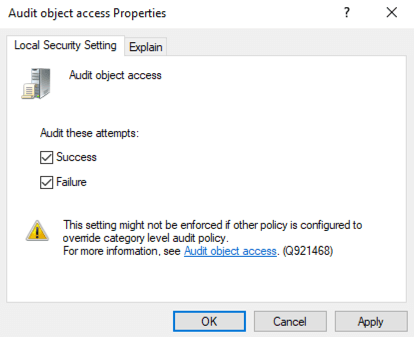 Audit object access Properties
? ×
Local Security Setting Explain
Audit object access
Audit these attempts:
Success
Failure
This setting might not be enforced if other policy is configured to
override category level audit policy.
For more information, see Audit object access. (Q921468)
OK Cancel Apply